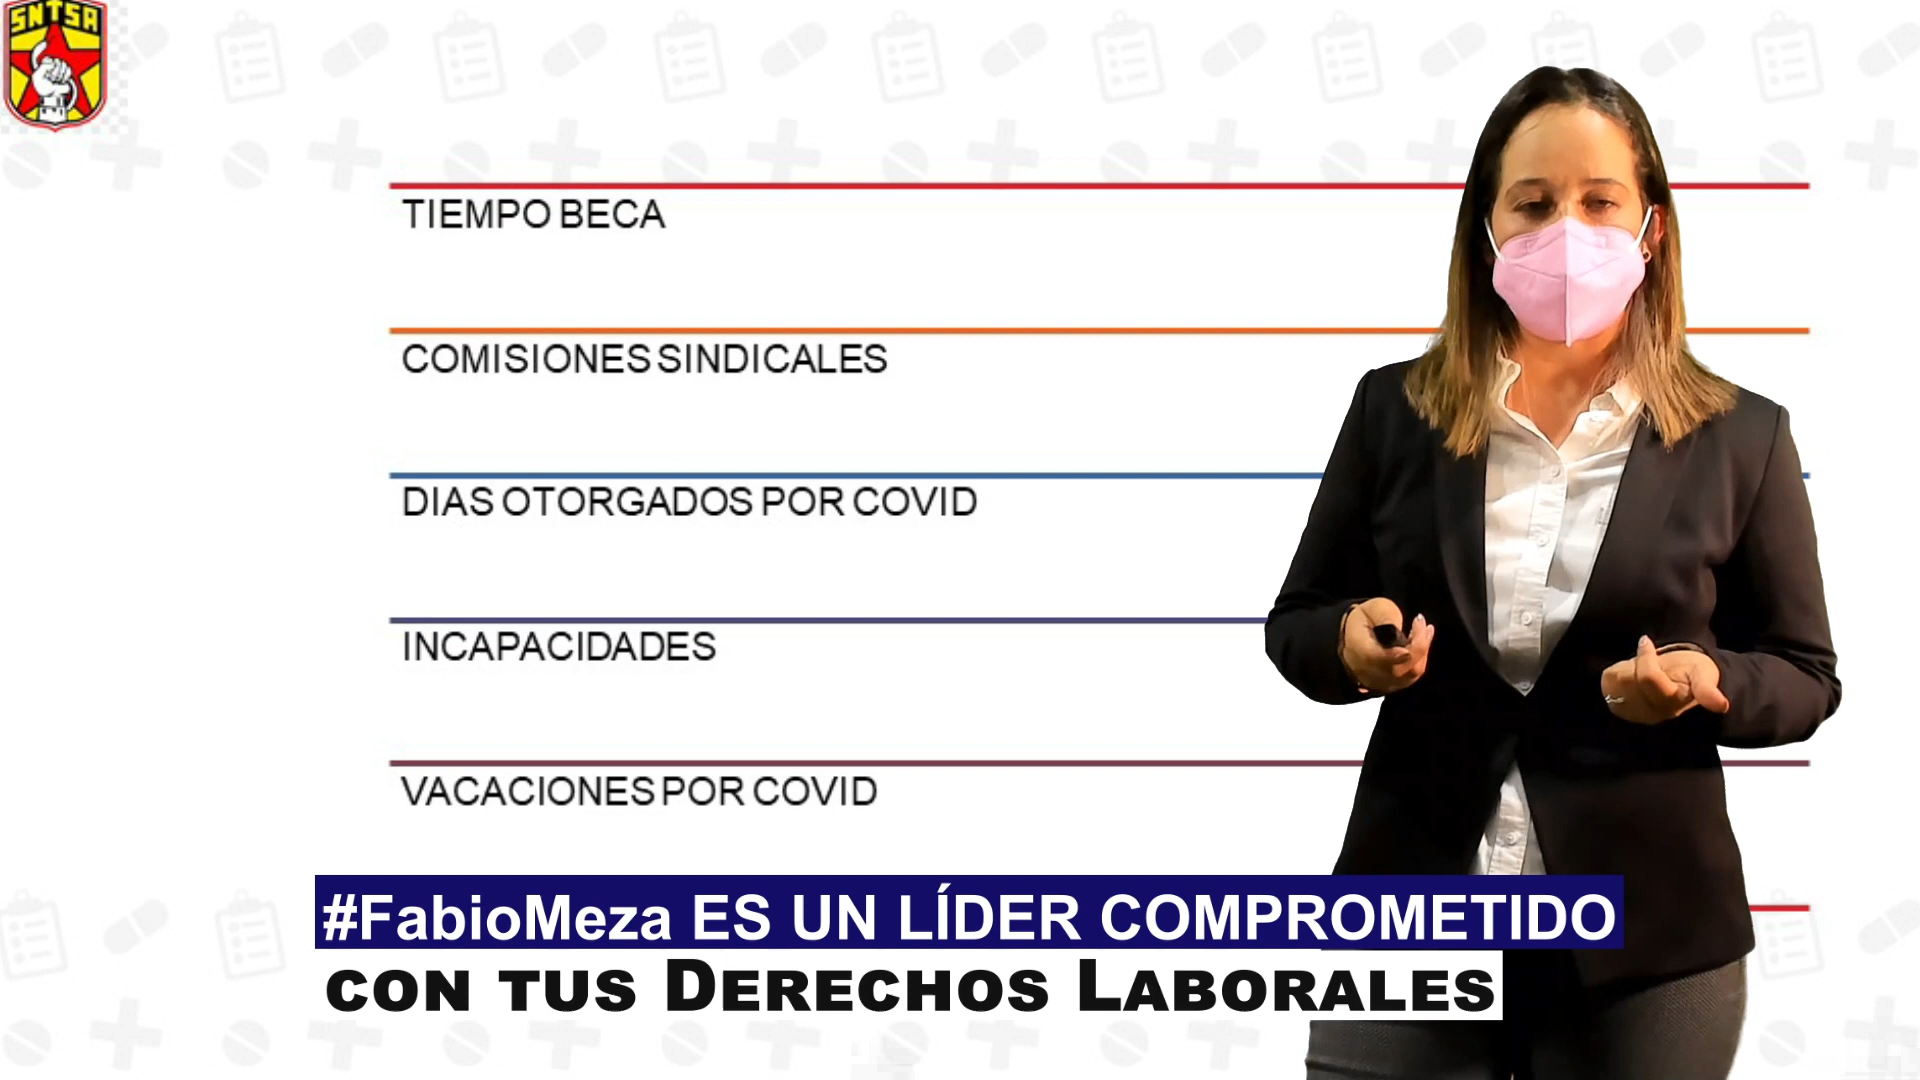 SNTSA
TIEMPO BECA
COMISIONES SINDICALES
DIAS OTORGADOS POR COVID
INCAPACIDADES
VACACIONES POR COVID
#FabioMeza ES UN LÍDER COMPROMETIDO
CON TUS DERECHOS LABORALES